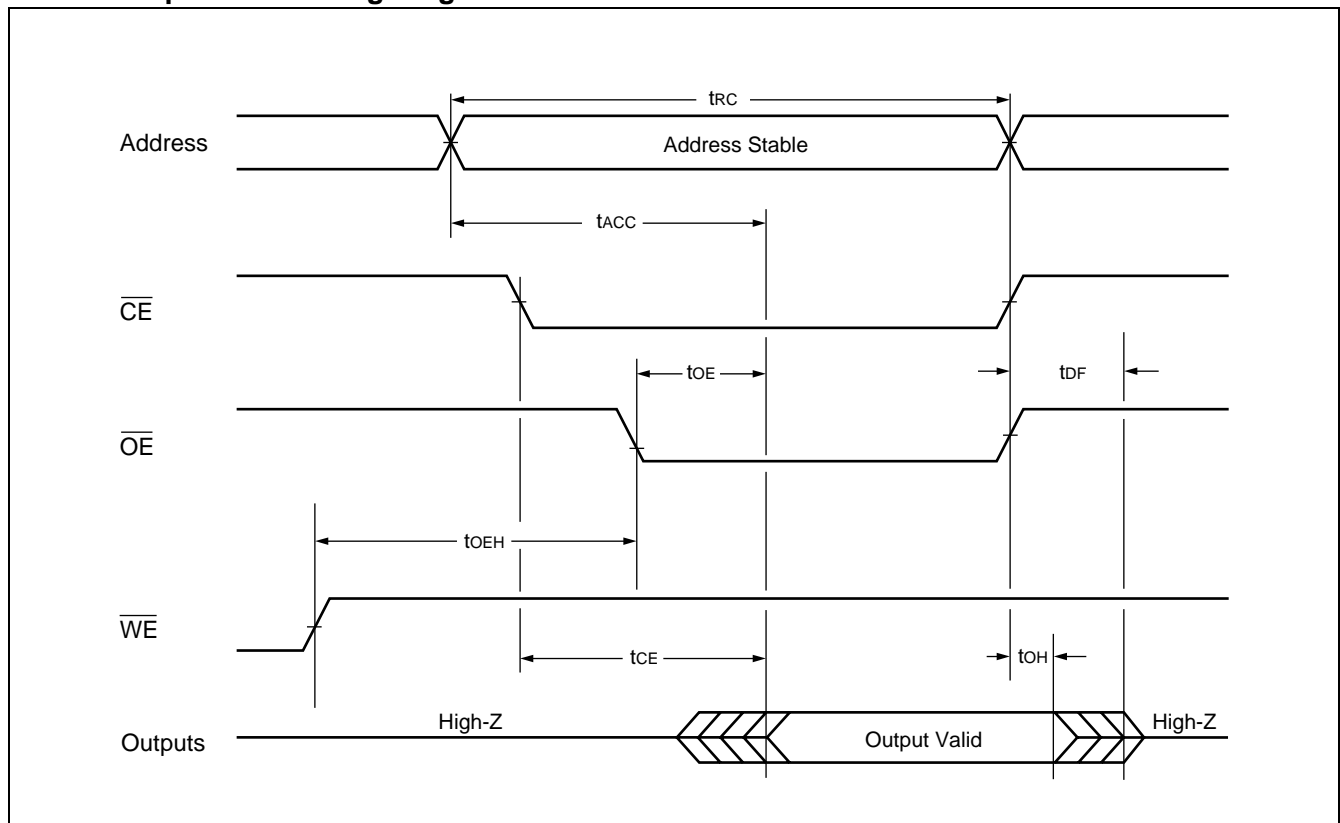 tRC
Address
Address Stable
tACC
CE
tOE
tDF
OE
tOEH
WE
tCE
tOH
High-Z
High-Z
Outputs
Output Valid